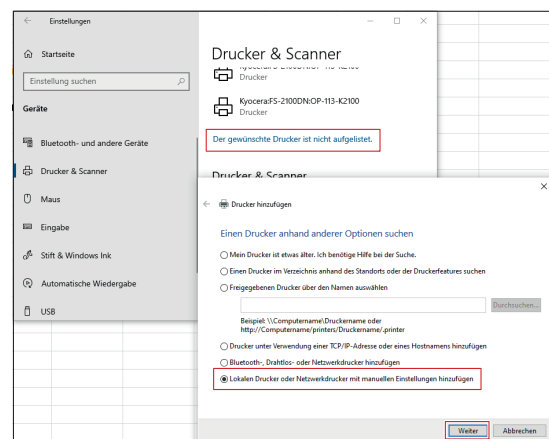 Einstellungen
Startseite
Einstellung suchen
Geräte
Bluetooth- und andere Geräte
Drucker & Scanner
Maus
Eingabe
Stift & Windows Ink
Automatische Wiedergabe
USB
Drucker & Scanner
Drucker
Kyocera:FS-2100DN:OP-113-K2100
Drucker
Der gewünschte Drucker ist nicht aufgelistet.
Drucker & Scanner
Drucker hinzufügen
Einen Drucker anhand anderer Optionen suchen
Mein Drucker ist etwas älter. Ich benötige Hilfe bei der Suche.
Einen Drucker im Verzeichnis anhand des Standorts oder der Druckerfeatures suchen
Freigegebenen Drucker über den Namen auswählen
Durchsuchen...
Beispiel: \\Computername\Druckername oder
http://Computername/printers/Druckername/.printer
Drucker unter Verwendung einer TCP/IP-Adresse oder eines Hostnamens hinzufügen
Bluetooth-, Drahtlos- oder Netzwerkdrucker hinzufügen
Lokalen Drucker oder Netzwerkdrucker mit manuellen Einstellungen hinzufügen
Weiter
Abbrechen